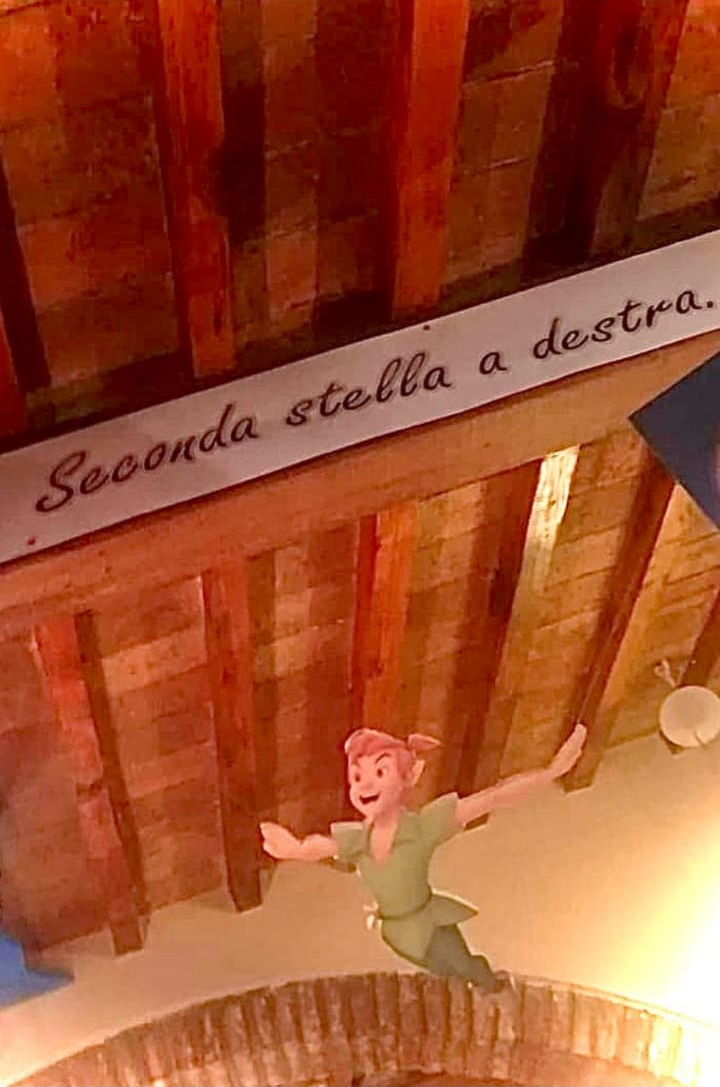 Seconda stella a destra.